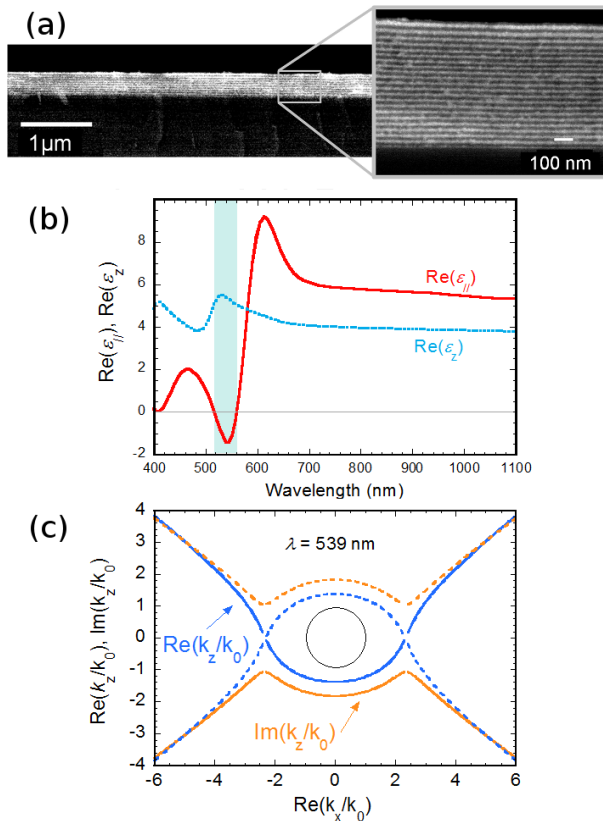 (a)
1μm
100 nm
(b)
Re(ε//), Re(εz)
8
6
4
2
0
-2
Re(ε//)
Re(εz)
400 500 600 700 800 900 1000 1100
Wavelength (nm)
(c)
Re(kz/k0), Im(kz/k0)
4
3
2
1
0
-1
-2
-3
-4
λ = 539 nm
Re(kz/k0)
Im(kz/k0)
-6 -4 -2 0 2 4 6
Re(kx/k0)